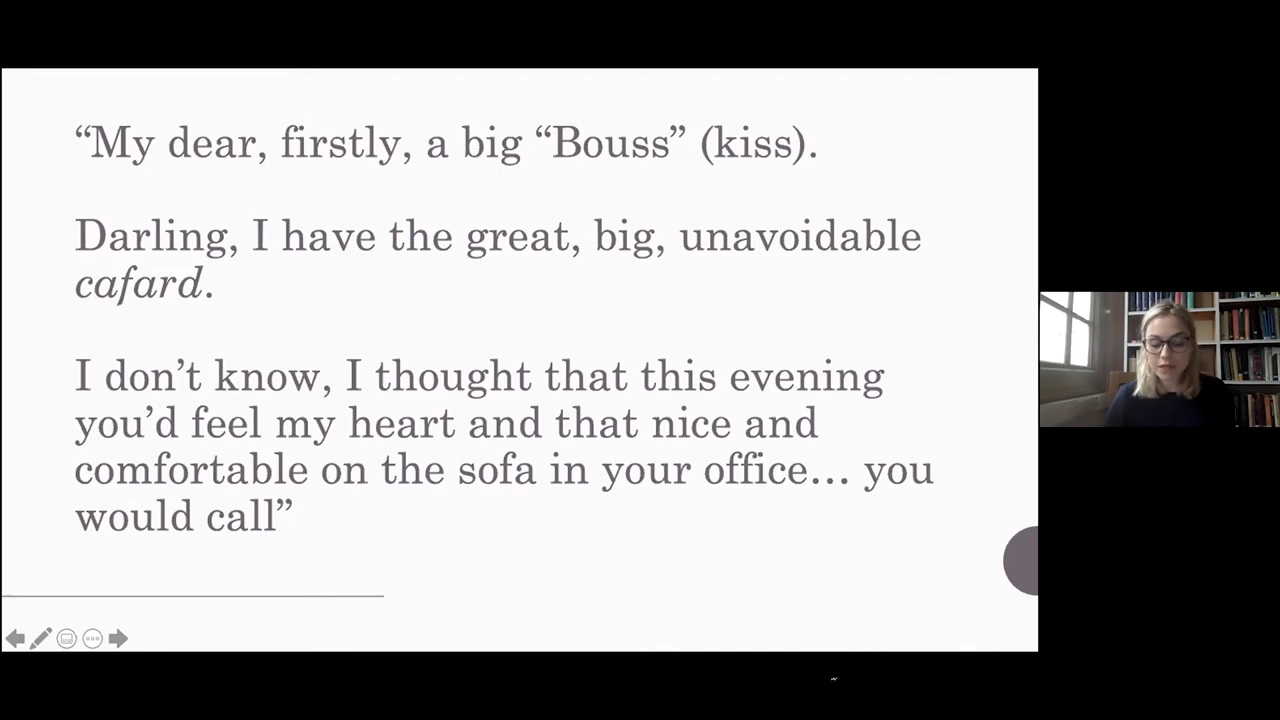 “My dear, firstly, a big “Bouss” (kiss).
Darling, I have the great, big, unavoidable
cafard.
I don’t know, I thought that this evening
you’d feel my heart and that nice and
comfortable on the sofa in your office… you
would call”